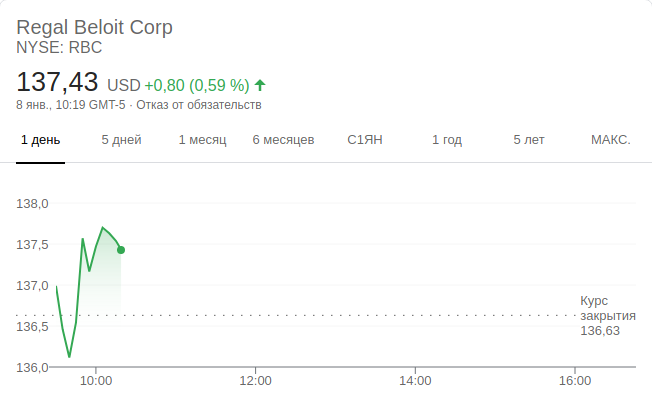 Regal Beloit Corp
NYSE: RBC
137,43 USD +0,80 (0,59 %)
8 янв., 10:19 GMT-5 · Отказ от обязательств
1 день 5 дней 1 месяц 6 месяцев С1ЯН 1 год 5 лет МАКС.
138,0
137,5
137,0
136,5
136,0
Курс
закрытия
136,63
10:00 12:00 14:00 16:00